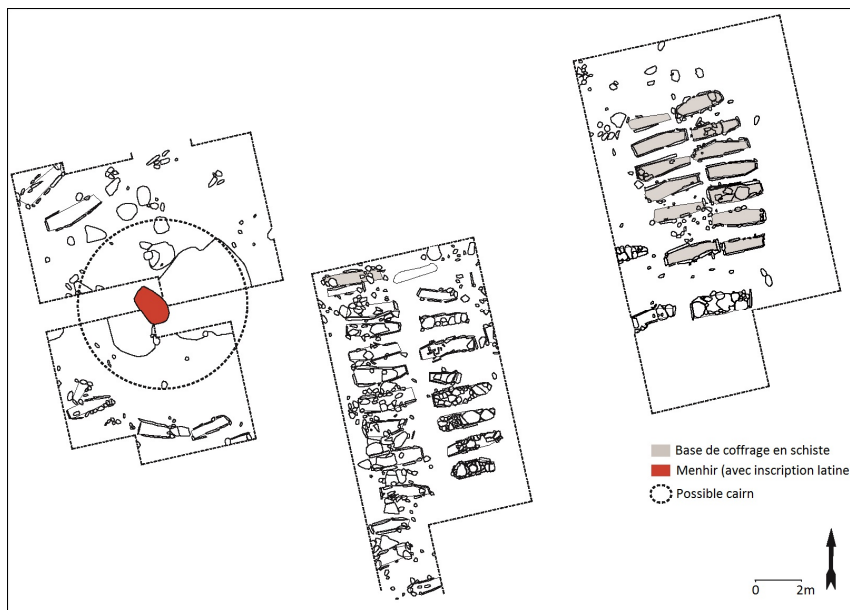 Base de coffrage en schiste
Menhir (avec inscription latine
Possible cairn
0 2m